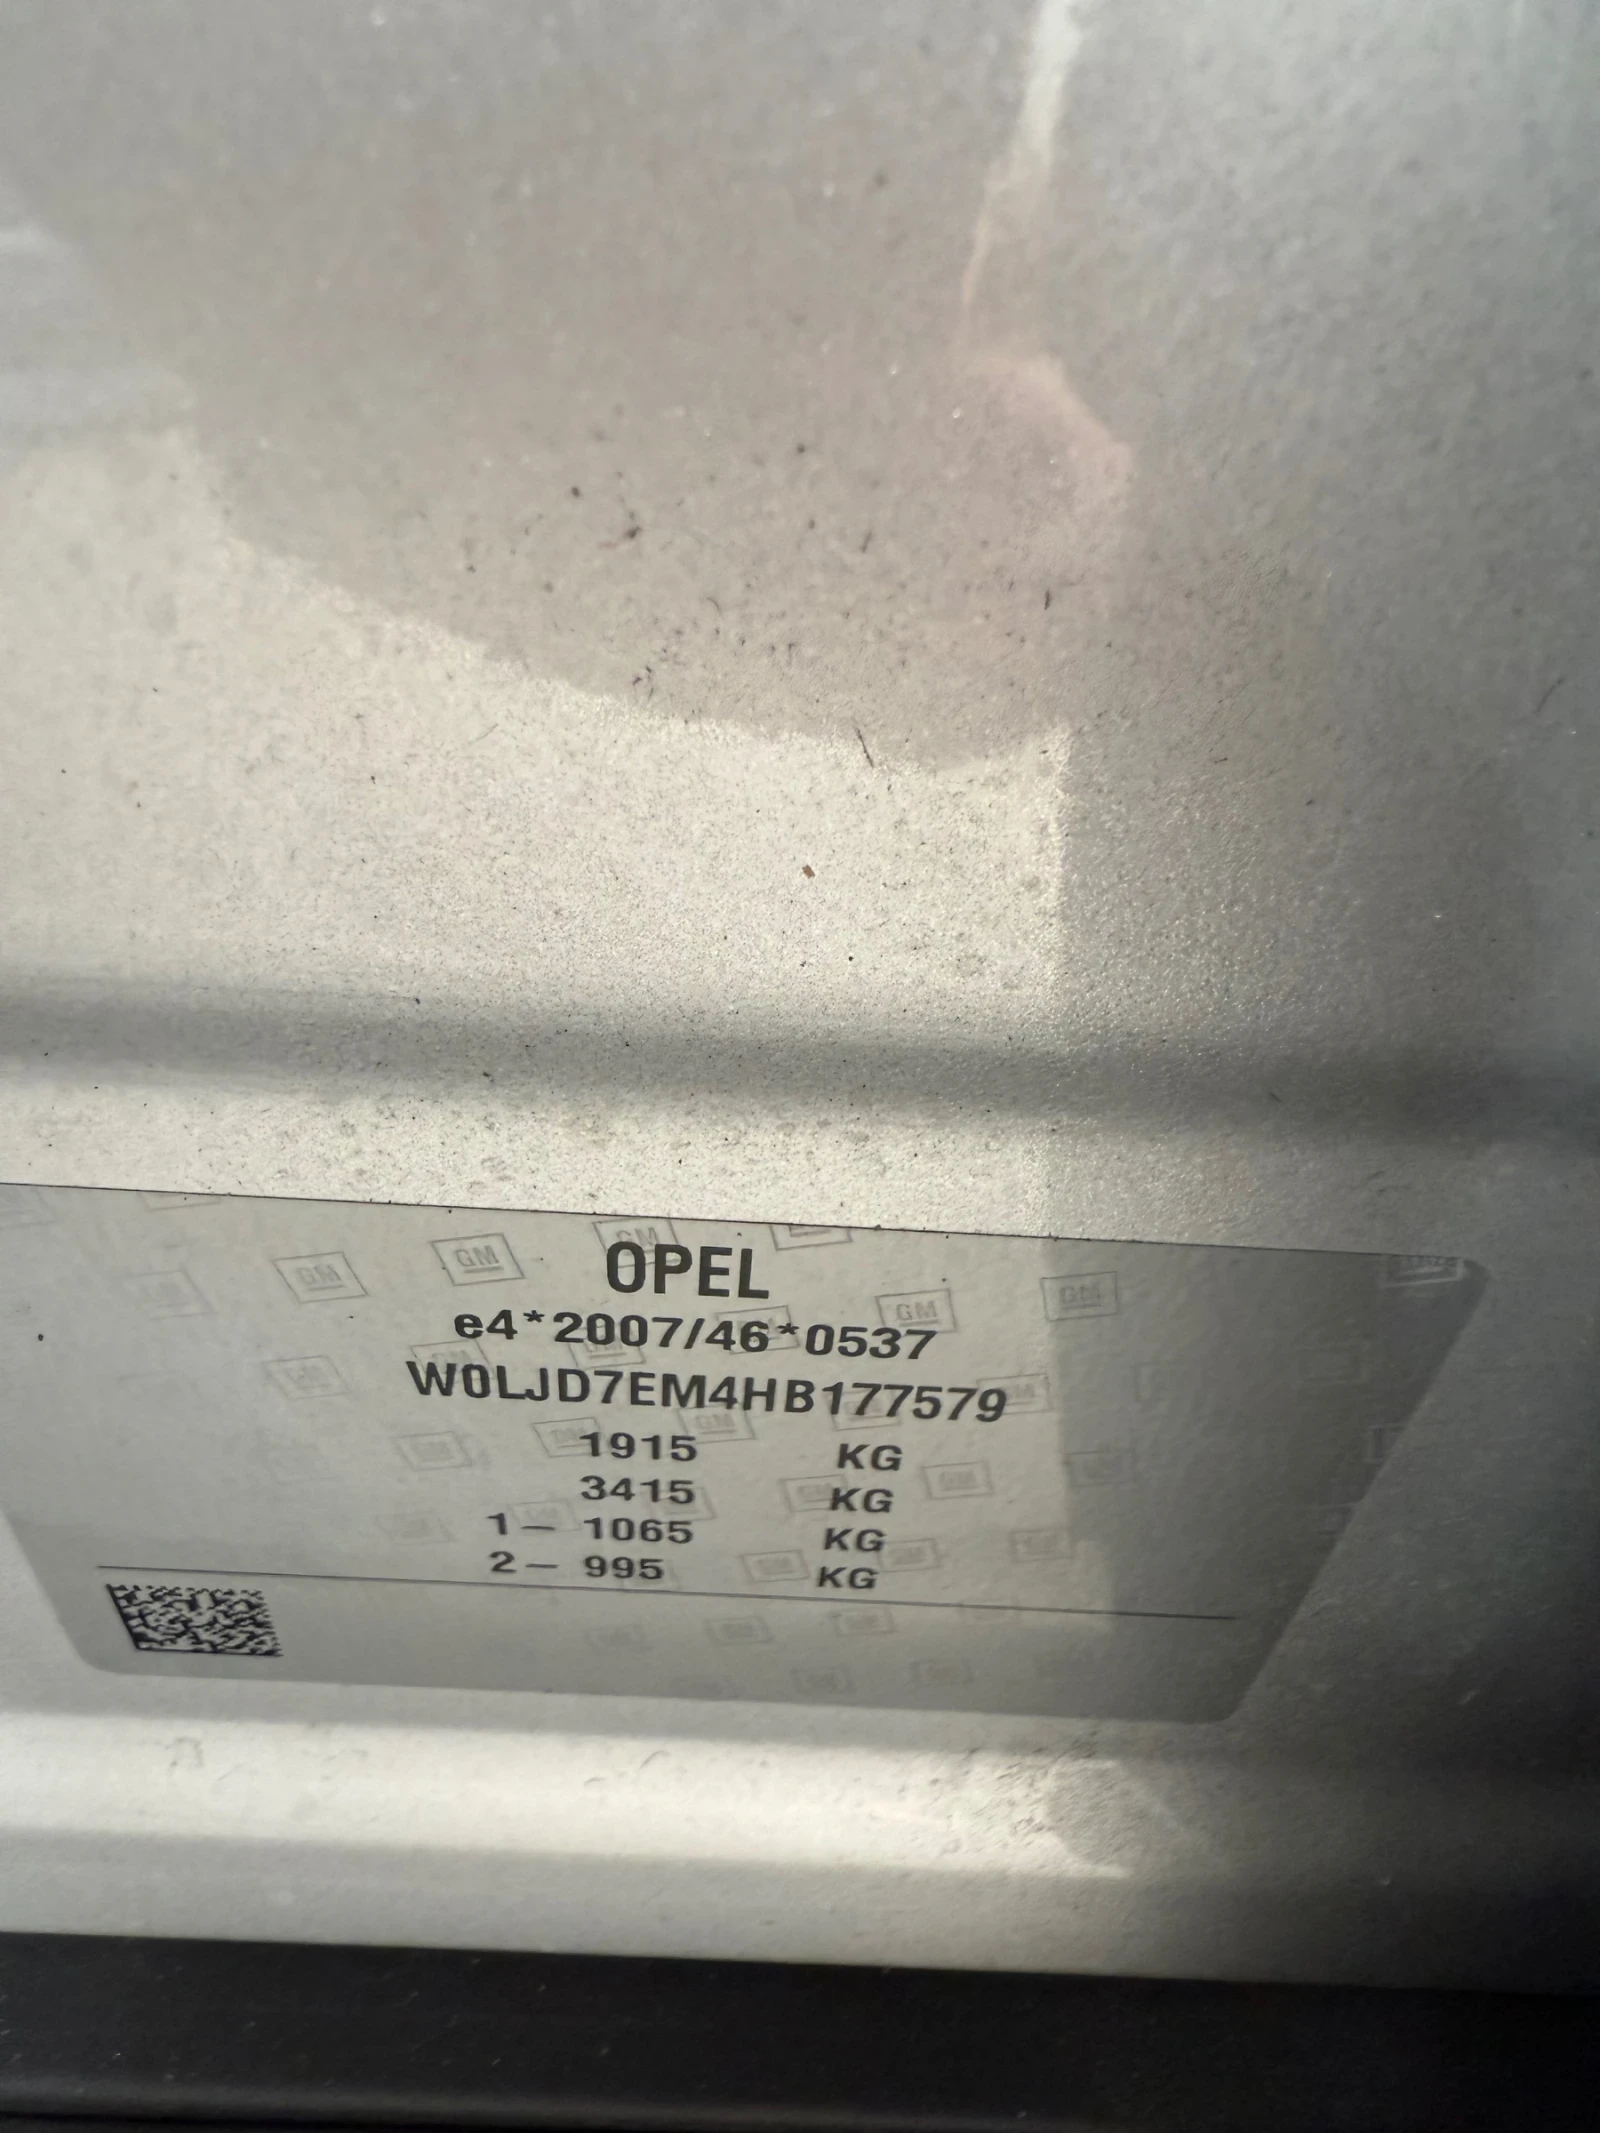 OPEL
e4*2007/46*0537
W0LJD7EM4HB177579
1915 KG
3415 KG
1– 1065 KG
2– 995 KG